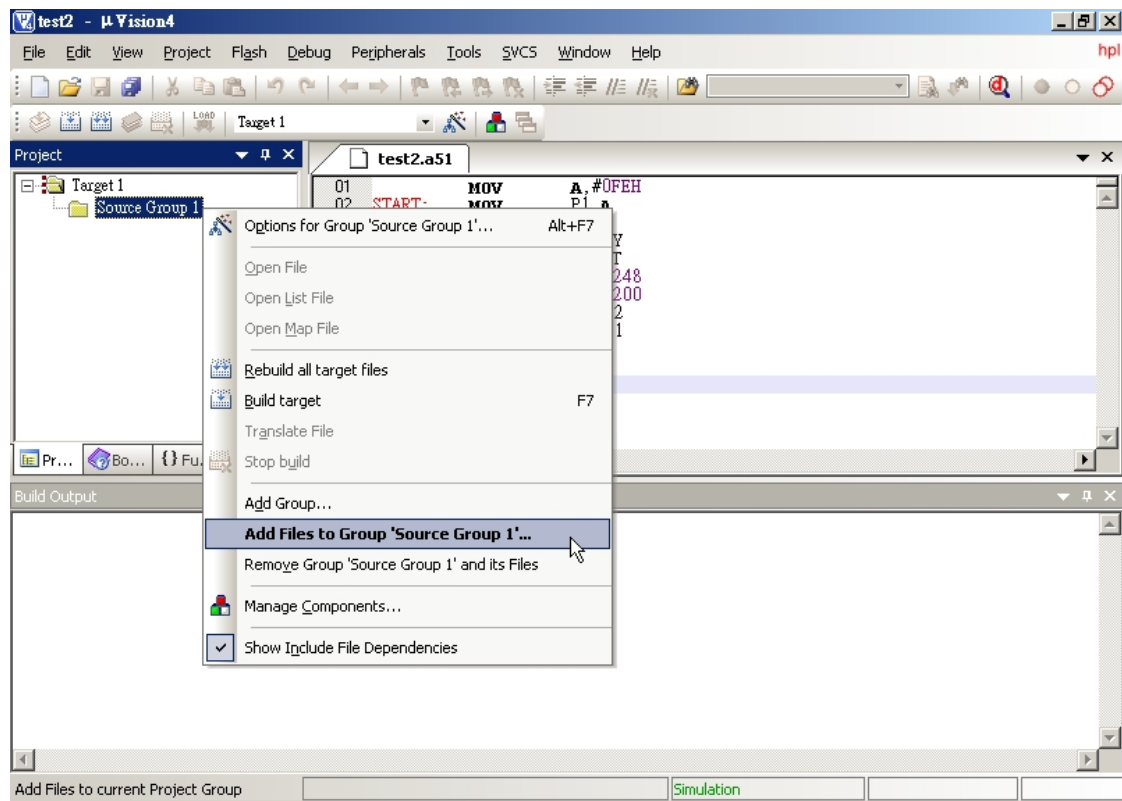 test2 - µVision4
File Edit View Project Flash Debug Peripherals Tools SVCS Window Help
hpl
LOAD Target 1
Project
test2.a51
Target 1
Source Group 1
01 MOV A,#0FEH
02 START: MOV P1,A
Y
T
248
200
2
1
Options for Group 'Source Group 1'... Alt+F7
Open File
Open List File
Open Map File
Rebuild all target files
Build target F7
Translate File
Stop build
Add Group...
Add Files to Group 'Source Group 1'...
Remove Group 'Source Group 1' and its Files
Manage Components...
Show Include File Dependencies
Pr... Bo... {} Fu.
Build Output
Add Files to current Project Group
Simulation